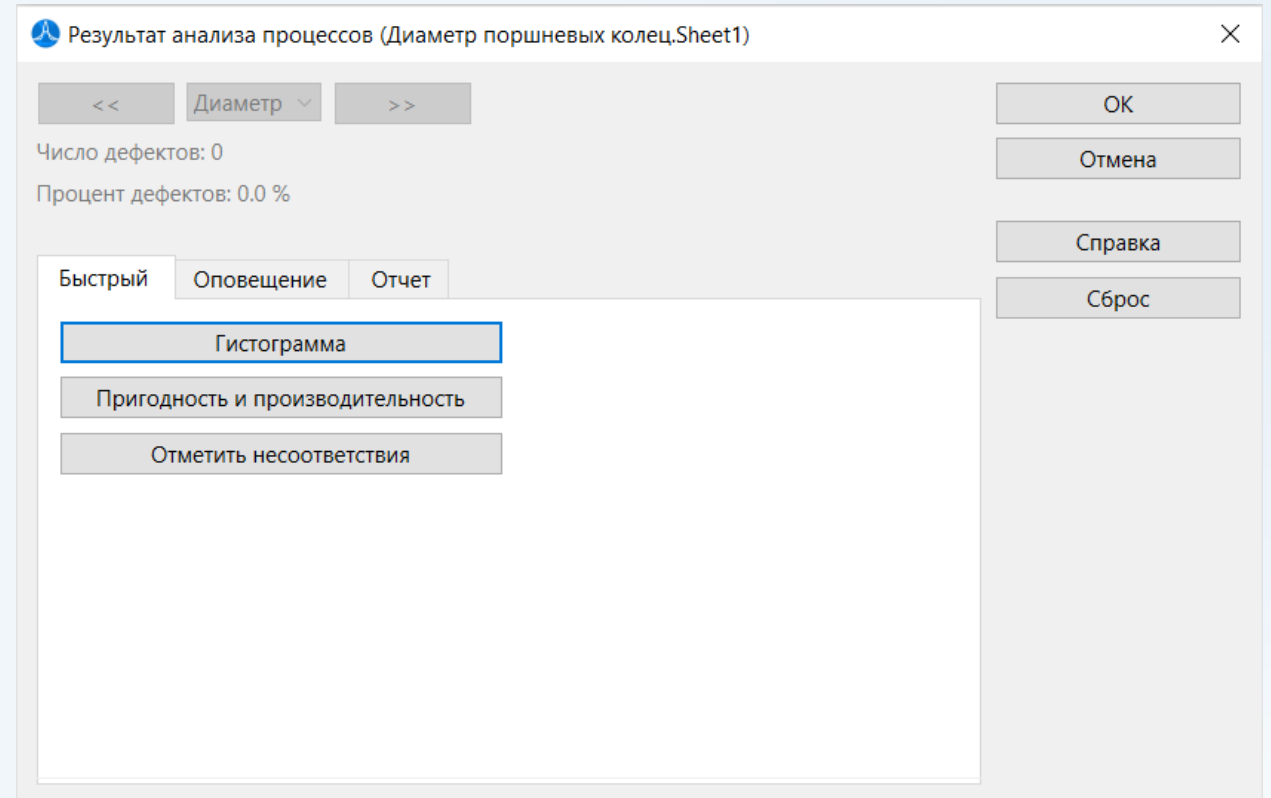 Результат анализа процессов (Диаметр поршневых колец.Sheet1)
<< Диаметр >>
OK
Число дефектов: 0
Отмена
Процент дефектов: 0.0 %
Справка
Быстрый Оповещение Отчет
Сброс
Гистограмма
Пригодность и производительность
Отметить несоответствия